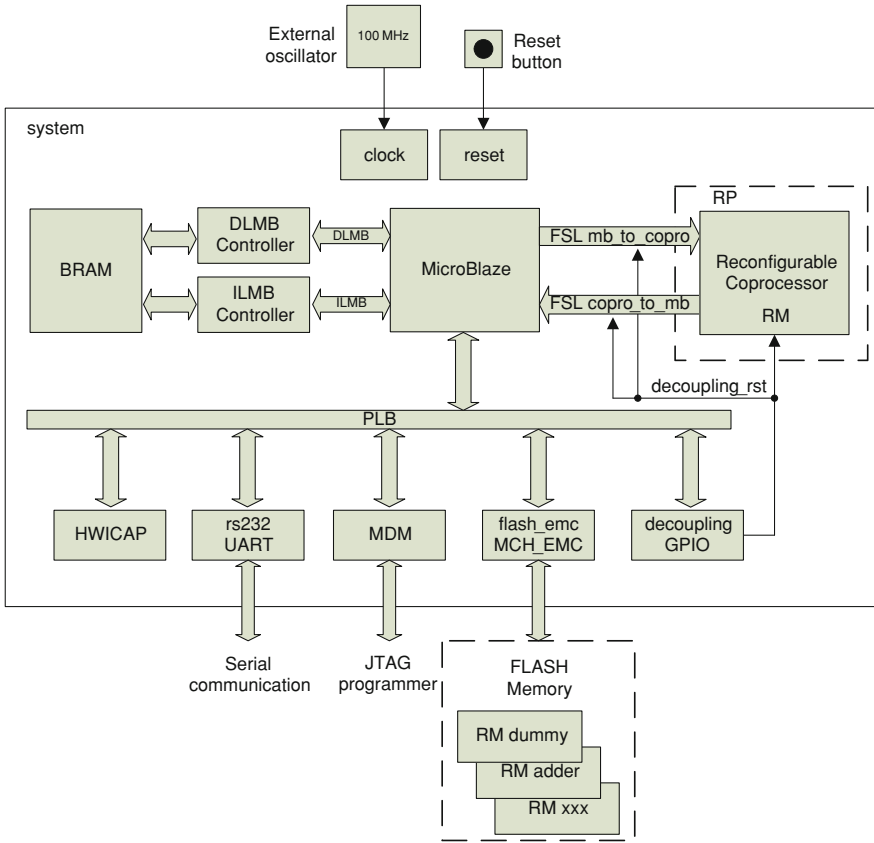 External
oscillator
100 MHz
Reset
button
system
clock
reset
RP
BRAM
DLMB
Controller
DLMB
MicroBlaze
FSL mb_to_copro
Reconfigurable
Coprocessor
RM
ILMB
Controller
ILMB
FSL copro_to_mb
decoupling_rst
PLB
HWICAP
rs232
UART
MDM
flash_emc
MCH_EMC
decoupling
GPIO
Serial
communication
JTAG
programmer
FLASH
Memory
RM dummy
RM adder
RM xxx